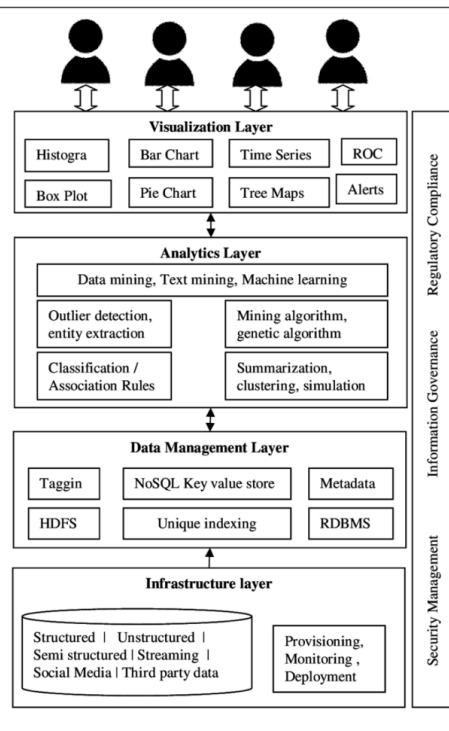 Visualization Layer
Histogra
Bar Chart
Time Series
ROC
Box Plot
Pie Chart
Tree Maps
Alerts
Analytics Layer
Data mining, Text mining, Machine learning
Outlier detection,
entity extraction
Mining algorithm,
genetic algorithm
Classification /
Association Rules
Summarization,
clustering, simulation
Data Management Layer
Taggin
NoSQL Key value store
Metadata
HDFS
Unique indexing
RDBMS
Infrastructure layer
Structured | Unstructured |
Semi structured | Streaming |
Social Media | Third party data
Provisioning,
Monitoring ,
Deployment
Regulatory Compliance
Information Governance
Security Management